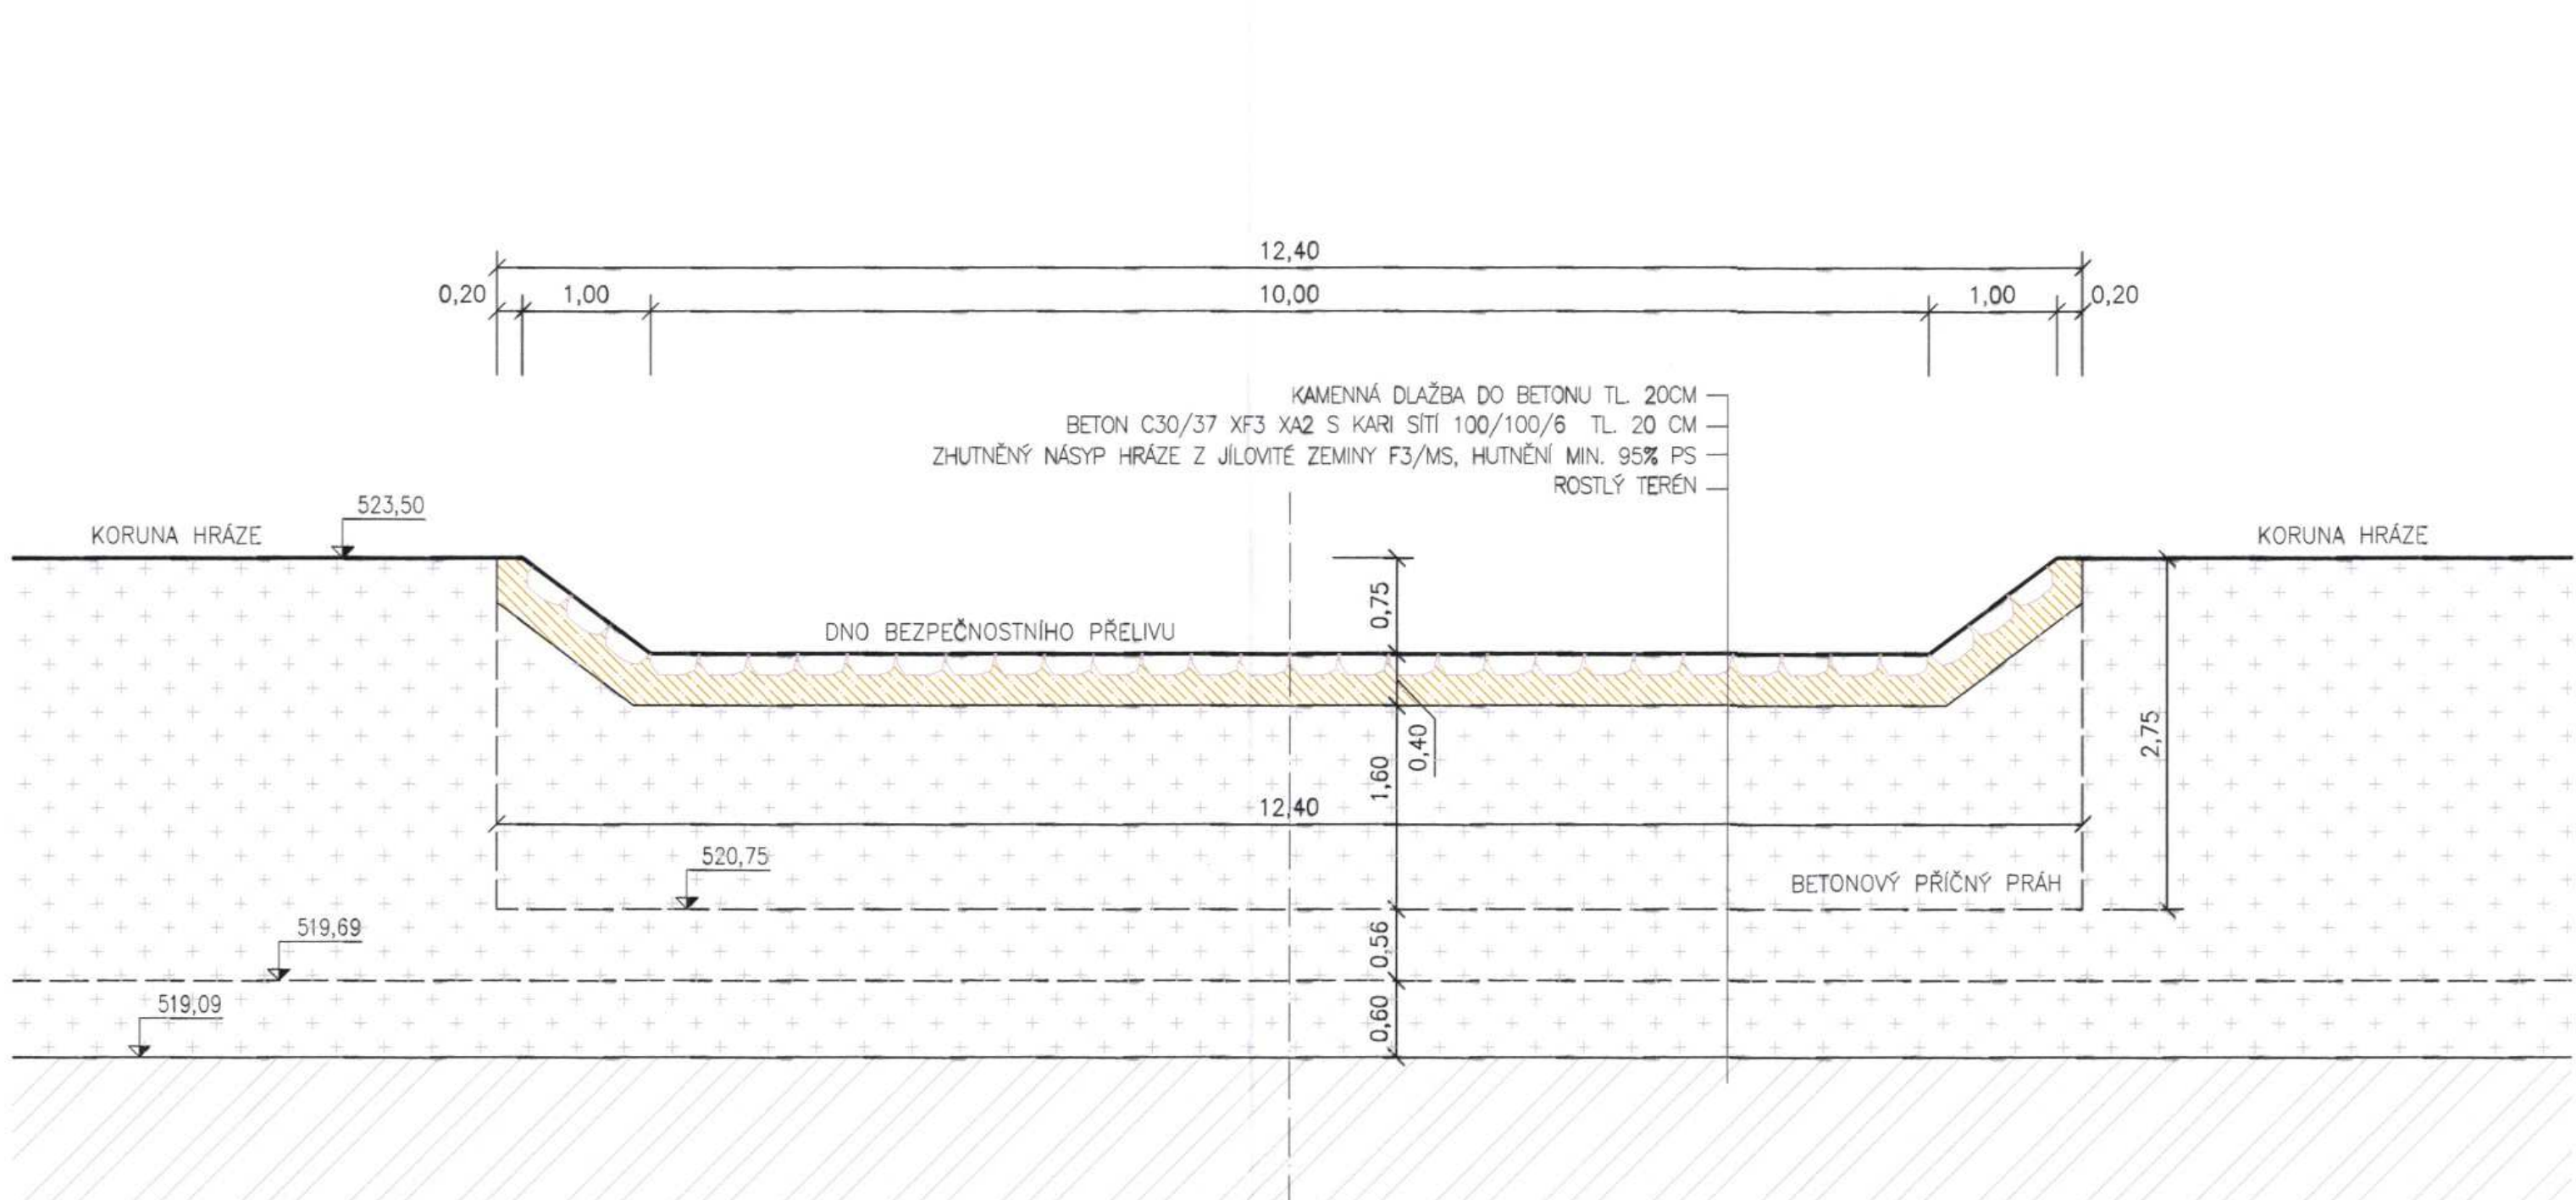 12,40
0,20 1,00 10,00 1,00 0,20
KAMENNÁ DLAŽBA DO BETONU TL. 20CM
BETON C30/37 XF3 XA2 S KARI SÍTÍ 100/100/6 TL. 20 CM
ZHUTNĚNÝ NÁSYP HRÁZE Z JÍLOVITÉ ZEMINY F3/MS, HUTNĚNÍ MIN. 95% PS
ROSTLÝ TERÉN
523,50
KORUNA HRÁZE
KORUNA HRÁZE
0,75
DNO BEZPEČNOSTNÍHO PŘELIVU
0,40
2,75
1,60
12,40
520,75
BETONOVÝ PŘÍČNÝ PRÁH
519,69
0,56
519,09
0,60